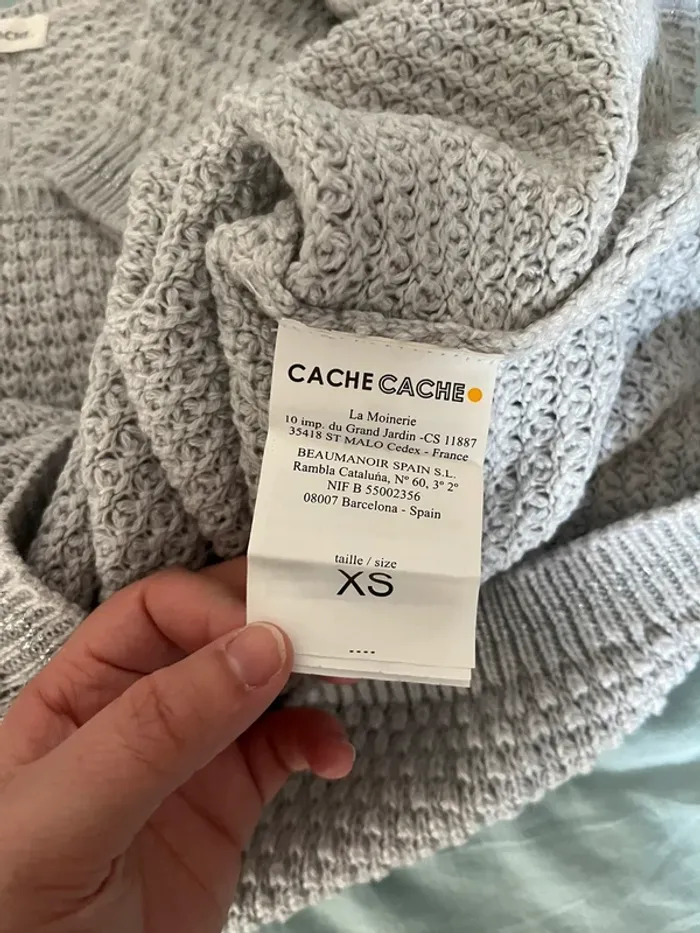 CACHE CACHE
La Moinerie
10 imp. du Grand Jardin -CS 11887
35418 ST MALO Cedex - France
BEAUMANOIR SPAIN S.L.
Rambla Cataluña, Nº 60, 3º 2º
NIF B 55002356
08007 Barcelona - Spain
taille / size
XS